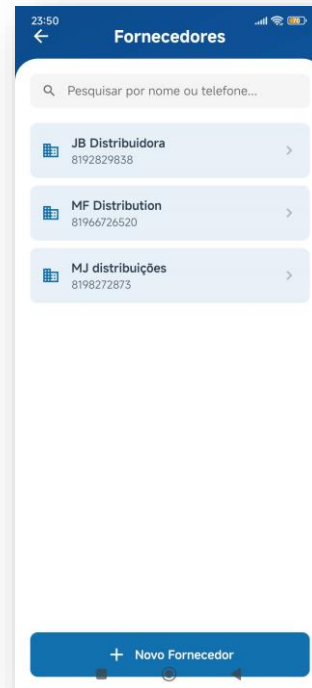 23:50
Fornecedores
Pesquisar por nome ou telefone...
JB Distribuidora
8192829838
MF Distribution
81966726520
MJ distribuições
8198272873
+ Novo Fornecedor